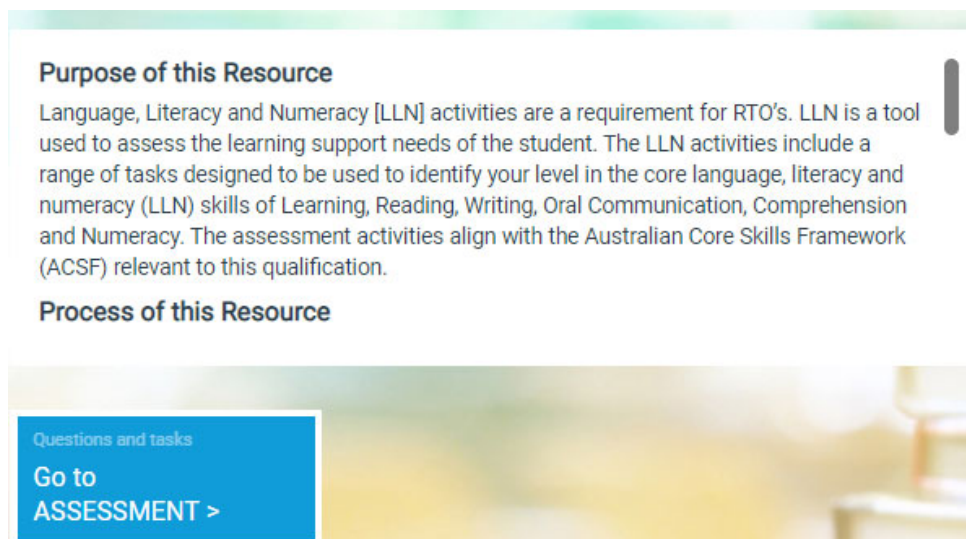 Purpose of this Resource
Language, Literacy and Numeracy [LLN] activities are a requirement for RTO's. LLN is a tool
used to assess the learning support needs of the student. The LLN activities include a
range of tasks designed to be used to identify your level in the core language, literacy and
numeracy (LLN) skills of Learning, Reading, Writing, Oral Communication, Comprehension
and Numeracy. The assessment activities align with the Australian Core Skills Framework
(ACSF) relevant to this qualification.
Process of this Resource
Questions and tasks
Go to
ASSESSMENT >